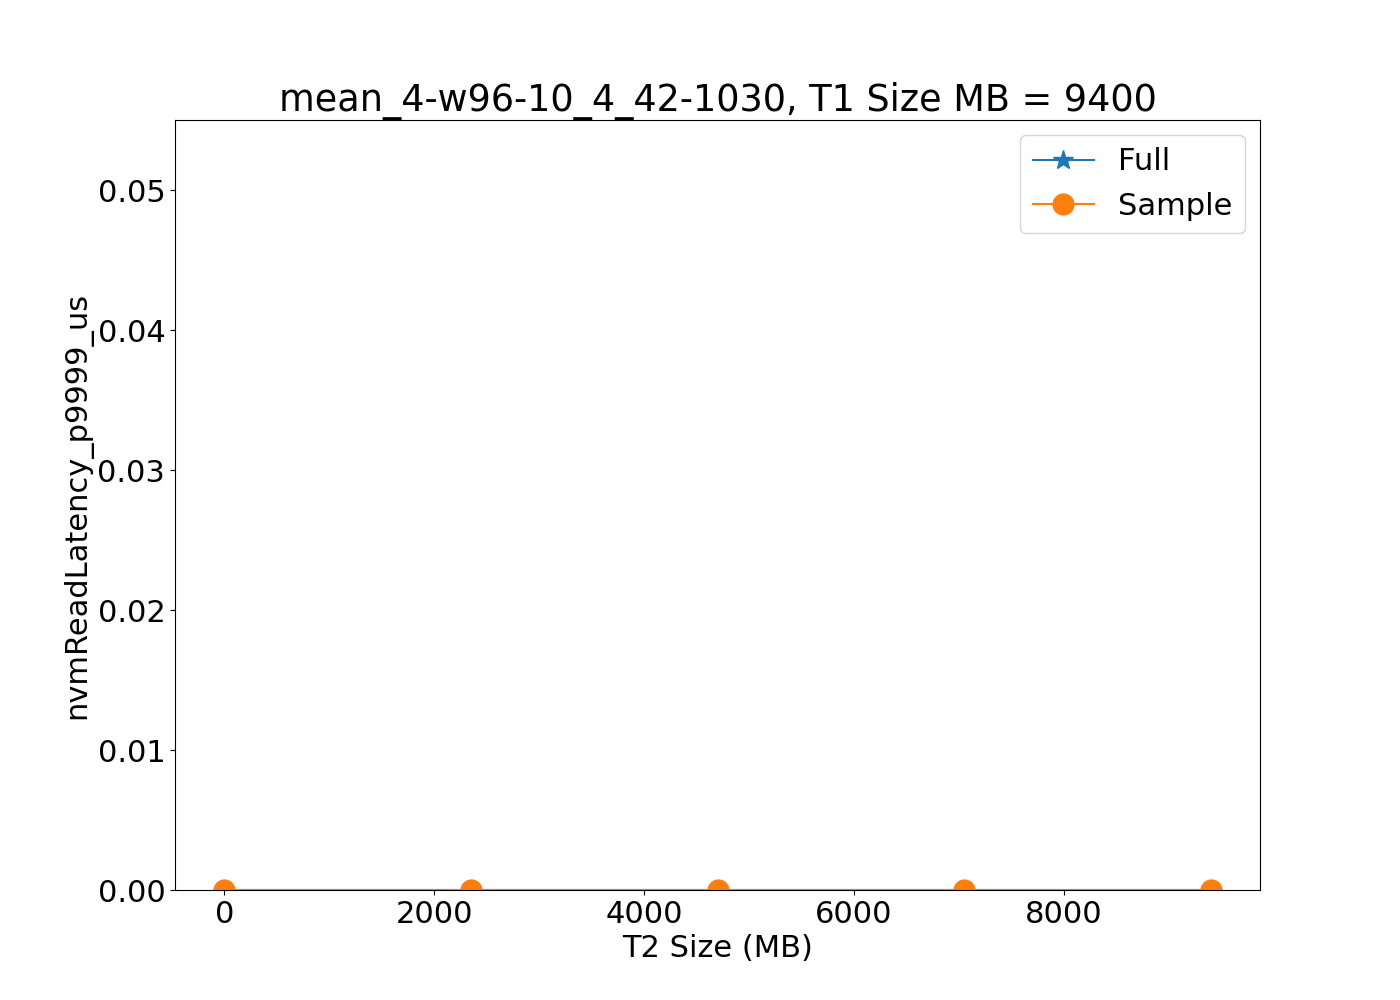 mean_4-w96-10_4_42-1030, T1 Size MB = 9400
Full
Sample
nvmReadLatency_p9999_us
0.05
0.04
0.03
0.02
0.01
0.00
0
2000
4000
6000
8000
T2 Size (MB)